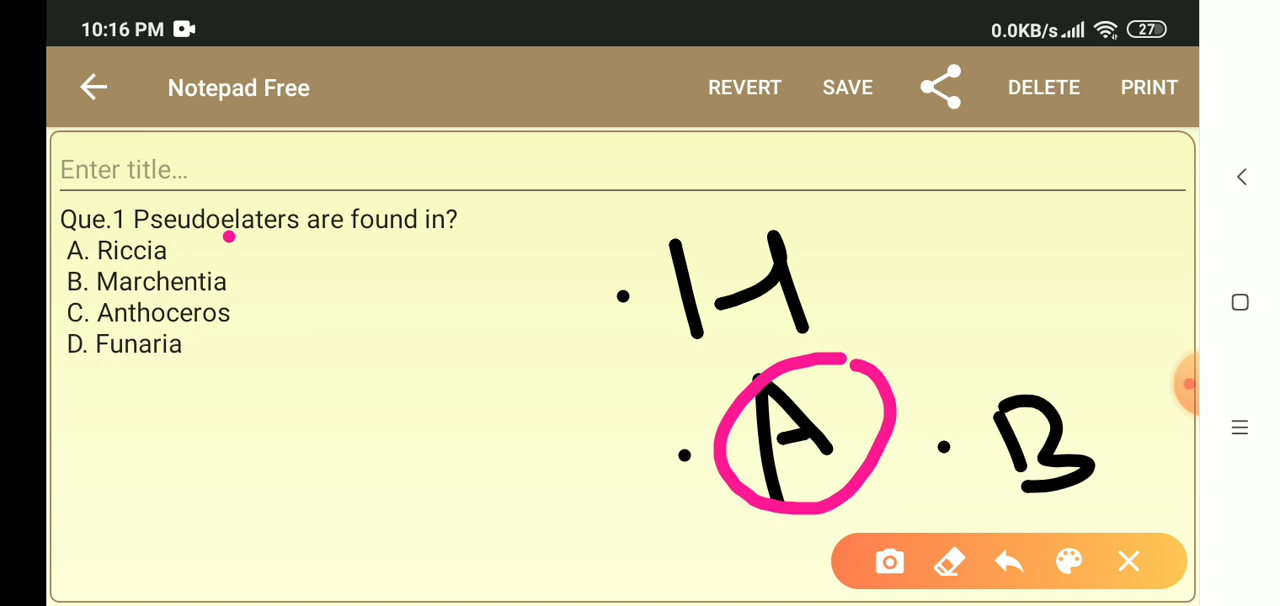 10:16 PM 0.0KB/s 27
Notepad Free REVERT SAVE DELETE PRINT
Enter title...
Que.1 Pseudoelaters are found in?
A. Riccia
B. Marchentia
C. Anthoceros
D. Funaria
. H
. A . B